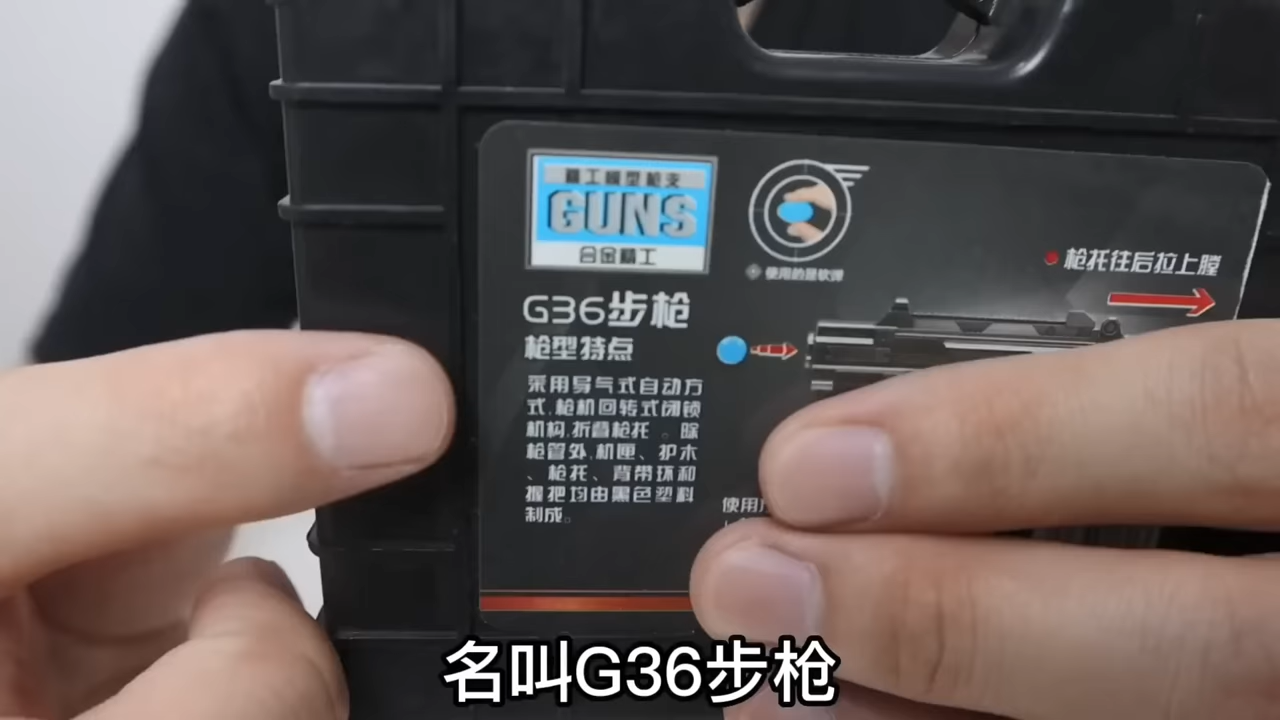 精工模型枪支
GUNS
合金精工
使用的是软弹
枪托往后拉上膛
G36步枪
枪型特点
采用导气式自动方
式,枪机回转式闭锁
机构,折叠枪托。除
枪管外,机匣、护木
、枪托、背带环和
握把均由黑色塑料
制成。
使用
名叫G36步枪